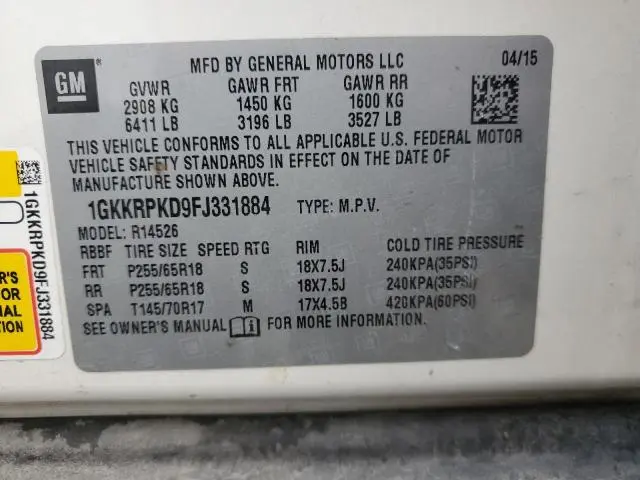 GM
®
MFD BY GENERAL MOTORS LLC 04/15
GVWR GAWR FRT GAWR RR
2908 KG 1450 KG 1600 KG
6411 LB 3196 LB 3527 LB
THIS VEHICLE CONFORMS TO ALL APPLICABLE U.S. FEDERAL MOTOR
VEHICLE SAFETY STANDARDS IN EFFECT ON THE DATE OF
MANUFACTURE SHOWN ABOVE.
1GKKRPKD9FJ331884 TYPE: M.P.V.
MODEL: R14526
RBBF TIRE SIZE SPEED RTG RIM COLD TIRE PRESSURE
FRT P255/65R18 S 18X7.5J 240KPA(35PSI)
RR P255/65R18 S 18X7.5J 240KPA(35PSI)
SPA T145/70R17 M 17X4.5B 420KPA(60PSI)
SEE OWNER'S MANUAL FOR MORE INFORMATION.
1GKKRPKD9FJ331884
R'S
FOR
NAL